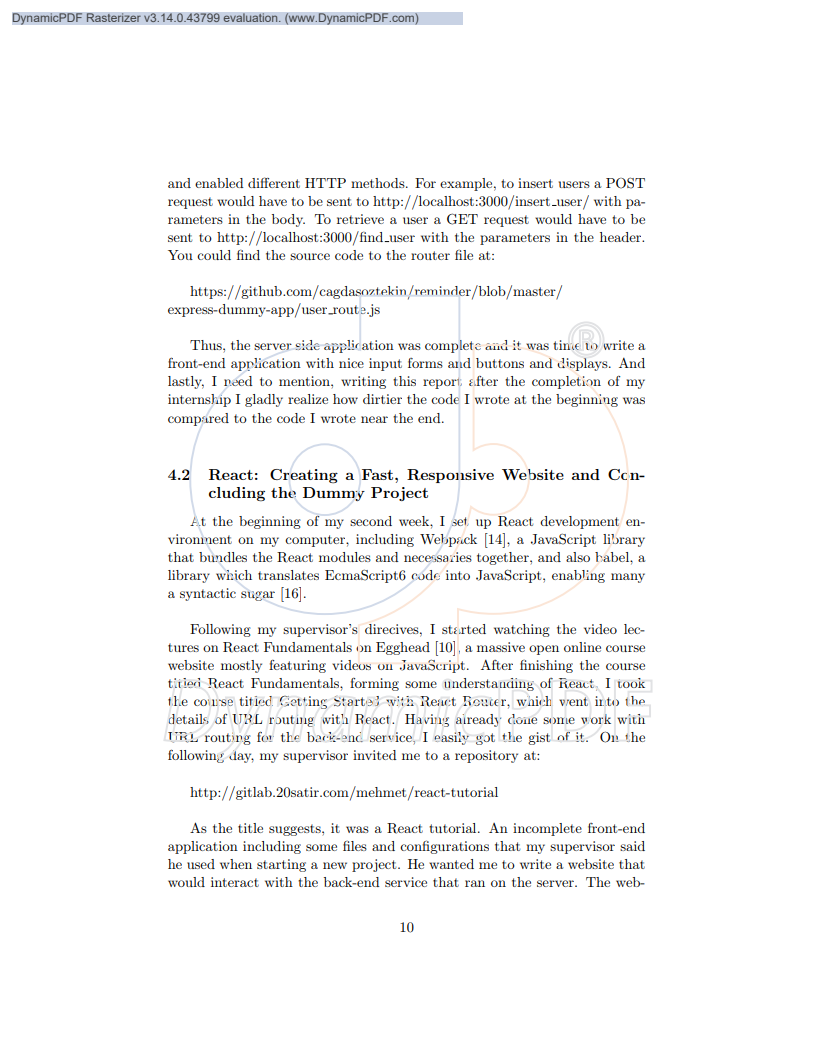 DynamicPDF Rasterizer v3.14.0.43799 evaluation. (www.DynamicPDF.com)
and enabled different HTTP methods. For example, to insert users a POST
request would have to be sent to http://localhost:3000/insert_user/ with pa-
rameters in the body. To retrieve a user a GET request would have to be
sent to http://localhost:3000/find_user with the parameters in the header.
You could find the source code to the router file at:
https://github.com/cagdasoztekin/reminder/blob/master/
express-dummy-app/user_route.js
Thus, the server side application was complete and it was time to write a
front-end application with nice input forms and buttons and displays. And
lastly, I need to mention, writing this report after the completion of my
internship I gladly realize how dirtier the code I wrote at the beginning was
compared to the code I wrote near the end.
4.2 React: Creating a Fast, Responsive Website and Con-
cluding the Dummy Project
At the beginning of my second week, I set up React development en-
vironment on my computer, including Webpack [14], a JavaScript library
that bundles the React modules and necessaries together, and also babel, a
library which translates EcmaScript6 code into JavaScript, enabling many
a syntactic sugar [16].
Following my supervisor's direcives, I started watching the video lec-
tures on React Fundamentals on Egghead [10], a massive open online course
website mostly featuring videos on JavaScript. After finishing the course
titled React Fundamentals, forming some understanding of React, I took
the course titled Getting Started with React Router, which went into the
details of URL routing with React. Having already done some work with
URL routing for the back-end service, I easily got the gist of it. On the
following day, my supervisor invited me to a repository at:
http://gitlab.20satir.com/mehmet/react-tutorial
As the title suggests, it was a React tutorial. An incomplete front-end
application including some files and configurations that my supervisor said
he used when starting a new project. He wanted me to write a website that
would interact with the back-end service that ran on the server. The web-
10
DynamicPDF
®